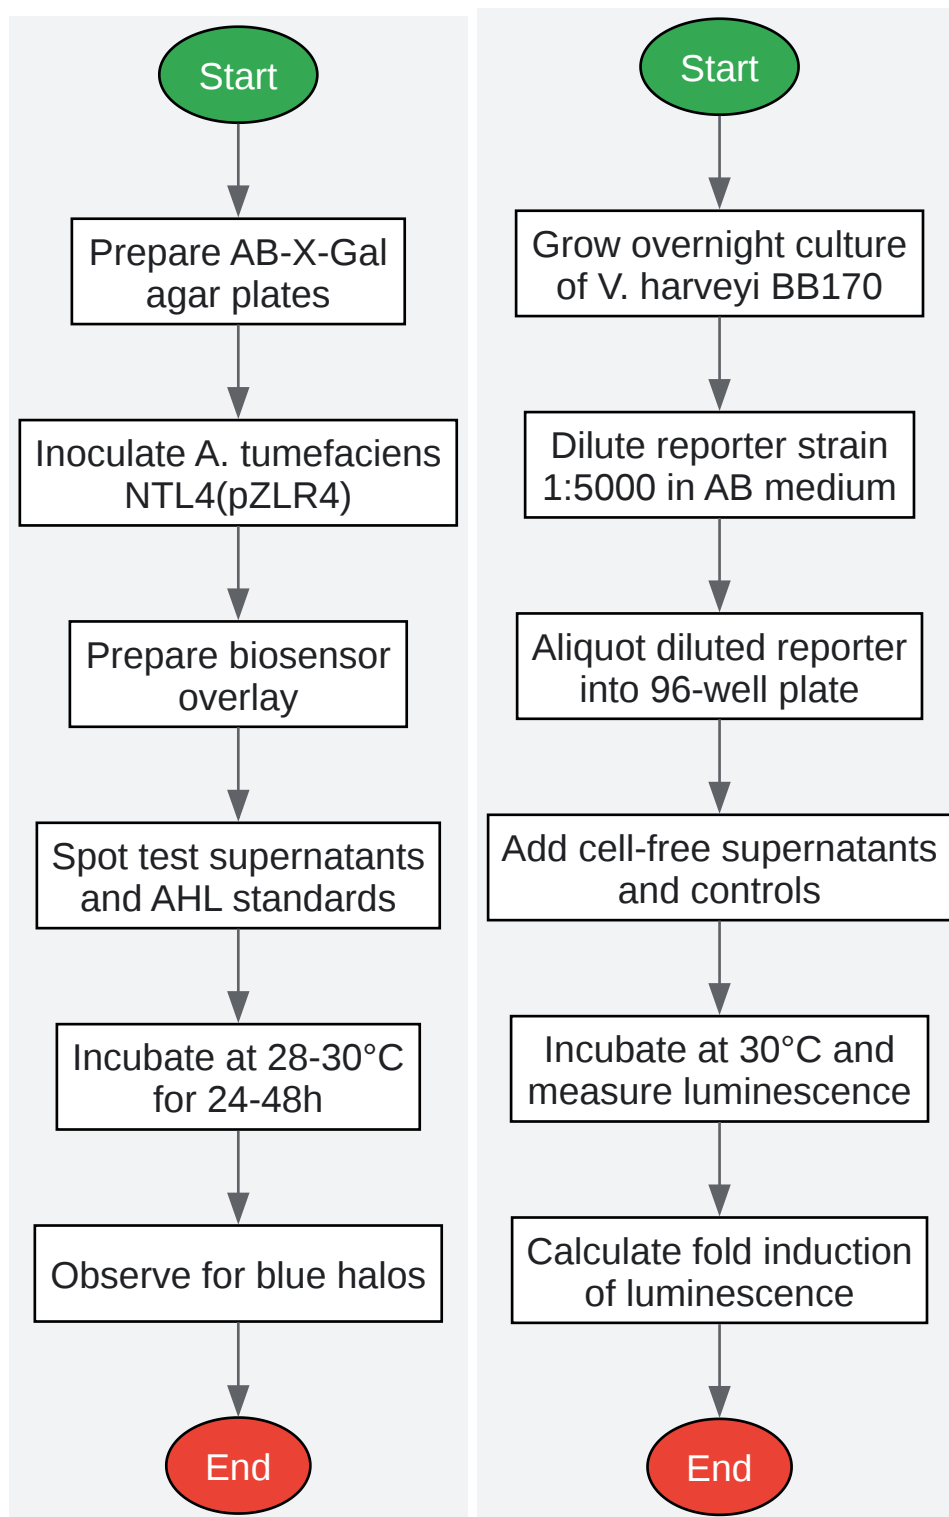 Start
Prepare AB-X-Gal
agar plates
Inoculate A. tumefaciens
NTL4(pZLR4)
Prepare biosensor
overlay
Spot test supernatants
and AHL standards
Incubate at 28-30°C
for 24-48h
Observe for blue halos
End
Start
Grow overnight culture
of V. harveyi BB170
Dilute reporter strain
1:5000 in AB medium
Aliquot diluted reporter
into 96-well plate
Add cell-free supernatants
and controls
Incubate at 30°C and
measure luminescence
Calculate fold induction
of luminescence
End